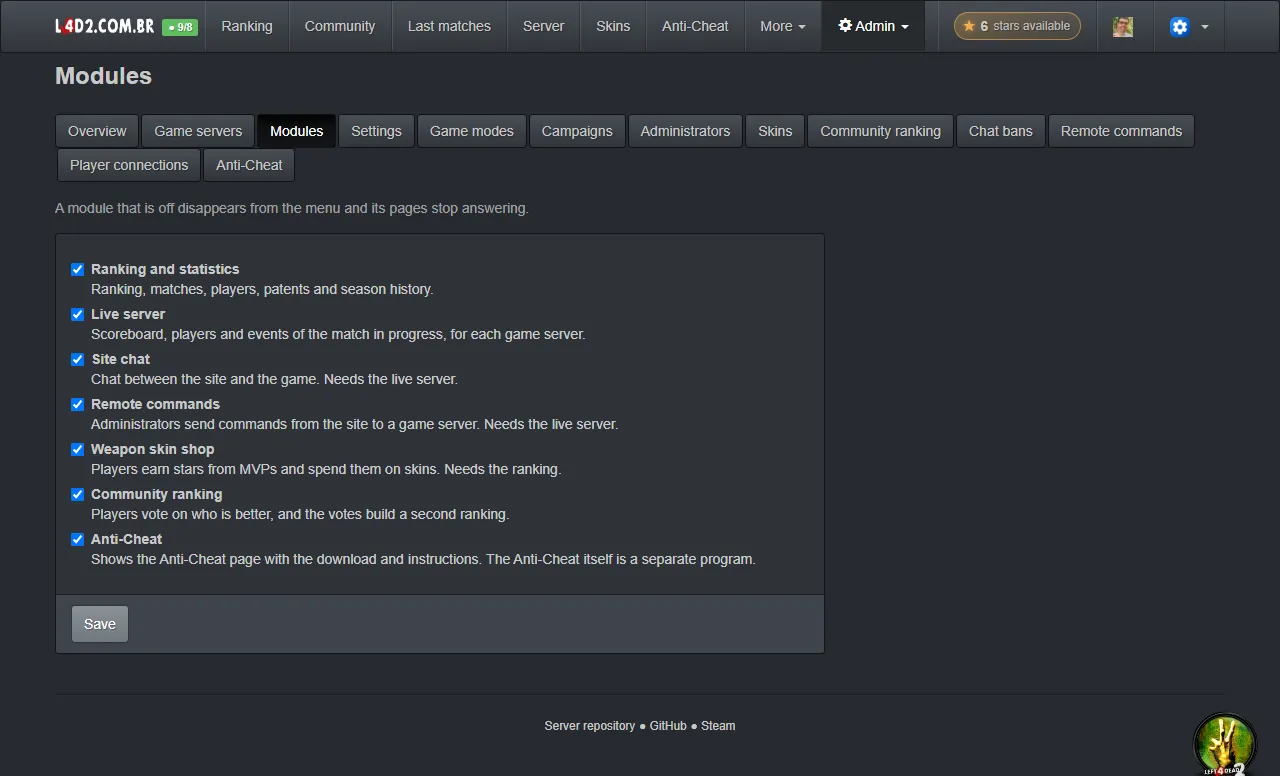 L4D2.COM.BR ● 9/8 Ranking Community Last matches Server Skins Anti-Cheat More Admin ★ 6 stars available
Modules
Overview Game servers Modules Settings Game modes Campaigns Administrators Skins Community ranking Chat bans Remote commands
Player connections Anti-Cheat
A module that is off disappears from the menu and its pages stop answering.
Ranking and statistics
Ranking, matches, players, patents and season history.
Live server
Scoreboard, players and events of the match in progress, for each game server.
Site chat
Chat between the site and the game. Needs the live server.
Remote commands
Administrators send commands from the site to a game server. Needs the live server.
Weapon skin shop
Players earn stars from MVPs and spend them on skins. Needs the ranking.
Community ranking
Players vote on who is better, and the votes build a second ranking.
Anti-Cheat
Shows the Anti-Cheat page with the download and instructions. The Anti-Cheat itself is a separate program.
Save
Server repository ● GitHub ● Steam
LEFT 4 DEAD 2